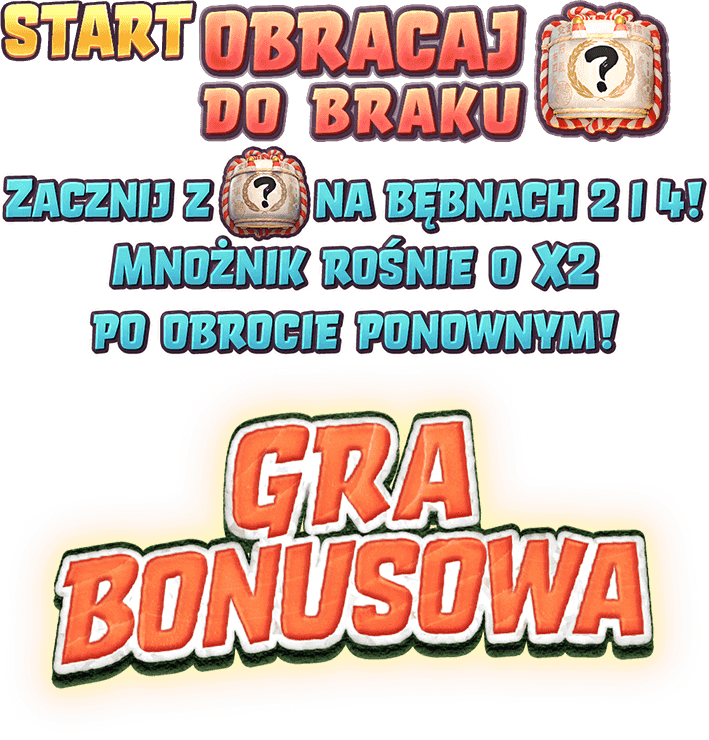 START OBRACAJ
DO BRAKU
?
ZACZNIJ Z ? NA BĘBNACH 2 I 4!
MNOŻNIK ROŚNIE O X2
PO OBROCIE PONOWNYM!
GRA
BONUSOWA